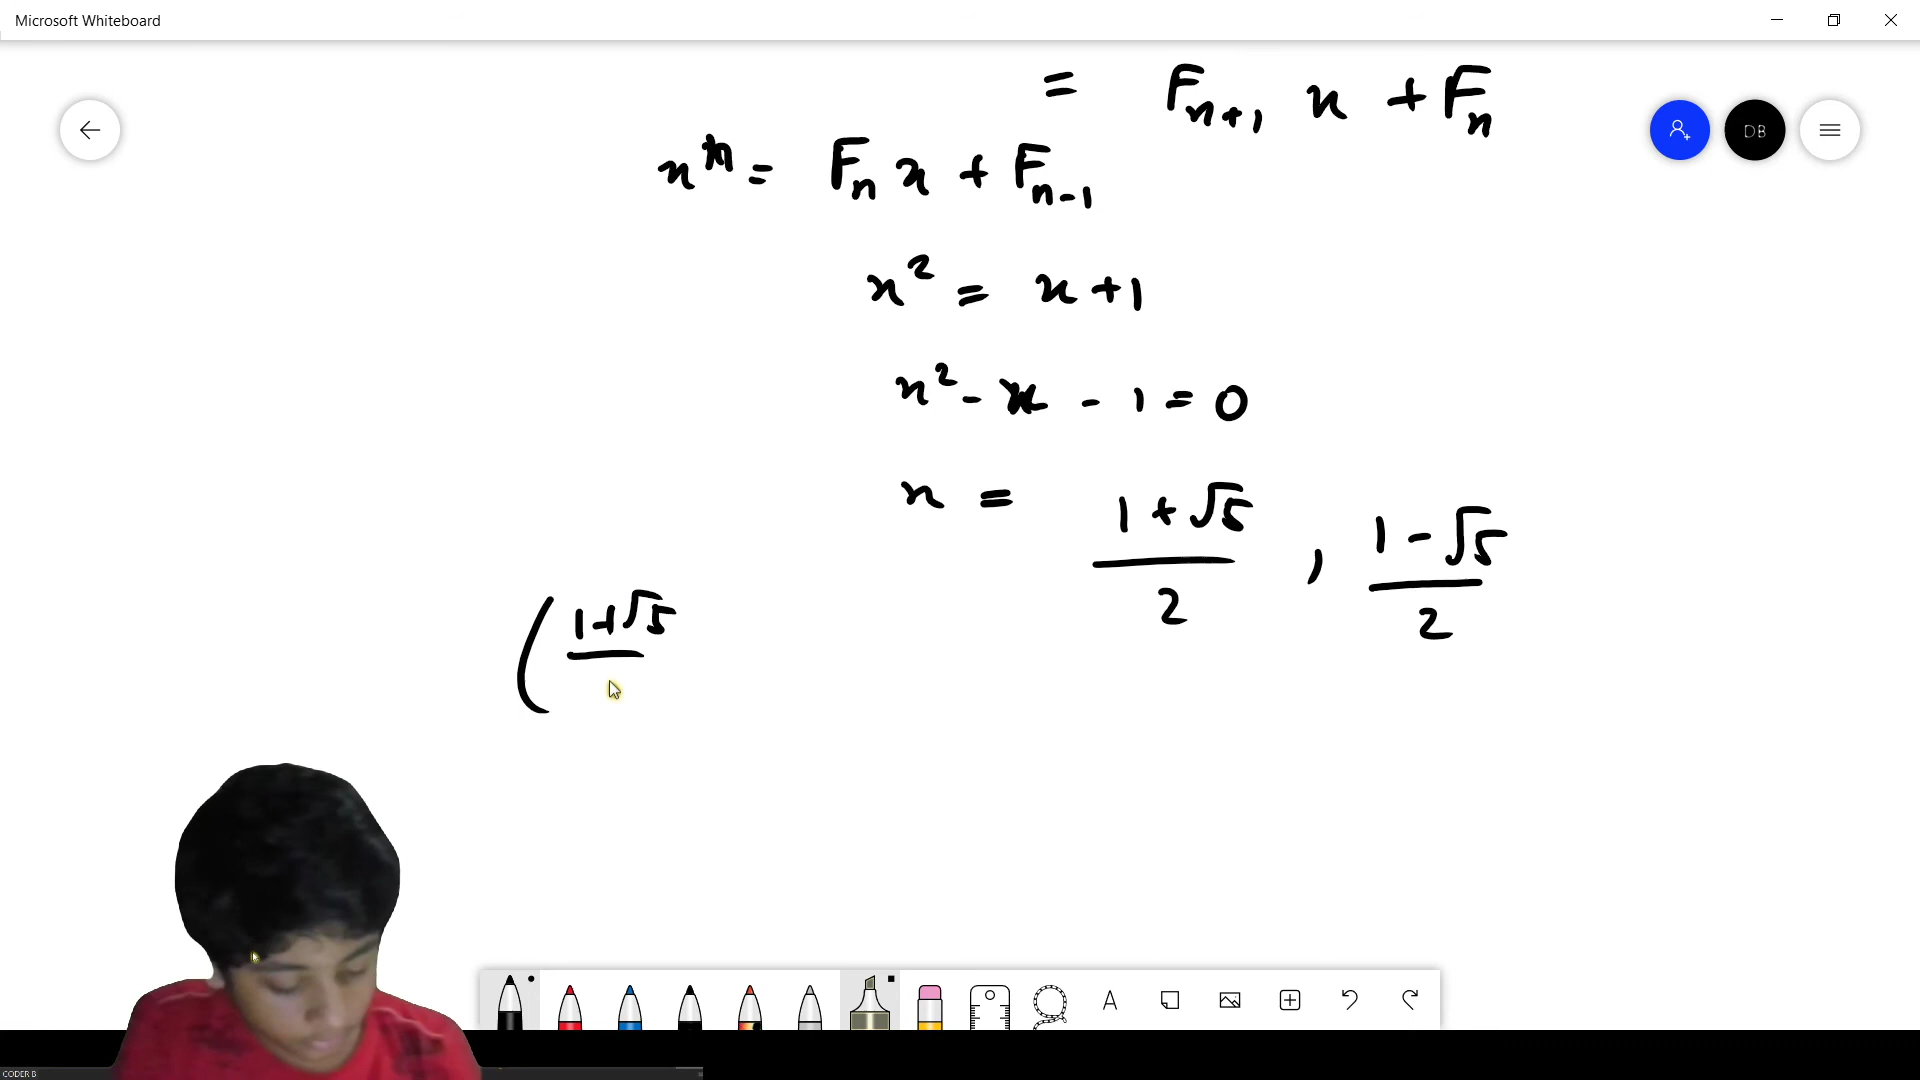 Microsoft Whiteboard
= Fₙ₊₁ x + Fₙ
DB
xⁿ = Fₙ x + Fₙ₋₁
x² = x + 1
x² - x - 1 = 0
x = (1 + √5)/2 , (1 - √5)/2
( 1+√5
A
CODER B